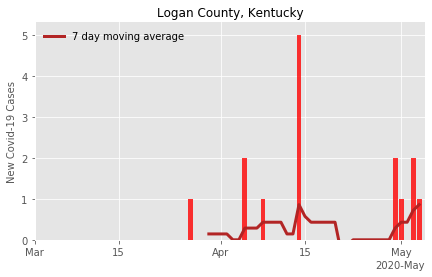 Logan County, Kentucky
7 day moving average
New Covid-19 Cases
5
4
3
2
1
0
Mar
15
Apr
15
May
2020-May